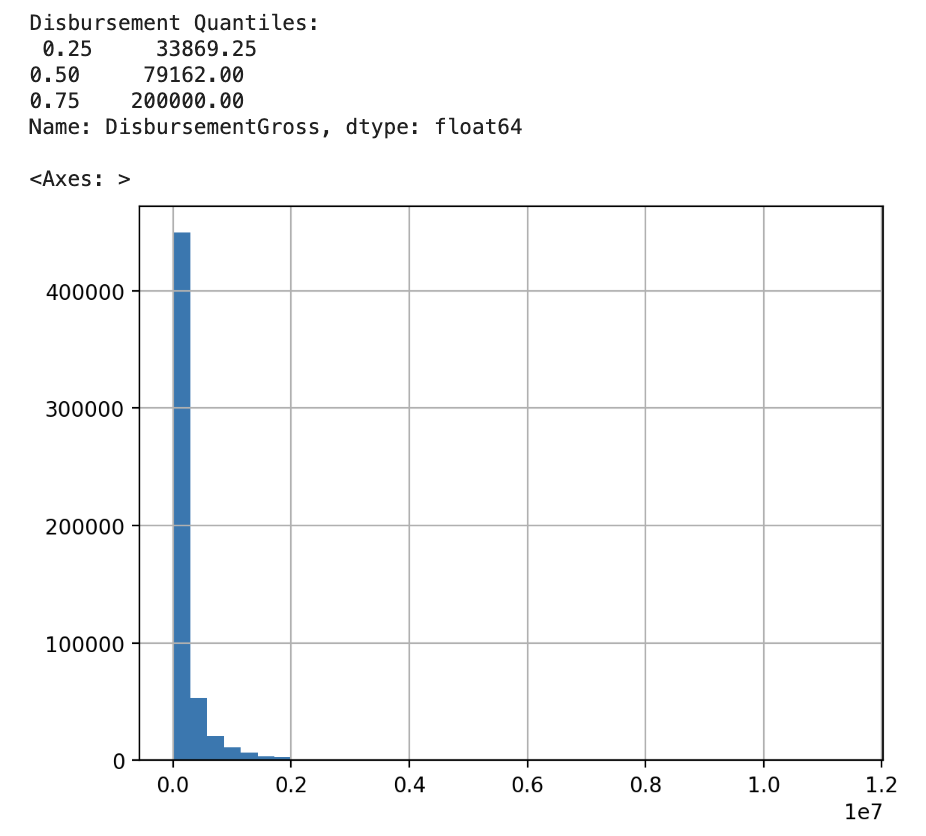 Disbursement Quantiles:
0.25 33869.25
0.50 79162.00
0.75 200000.00
Name: DisbursementGross, dtype: float64
<Axes: >
400000
300000
200000
100000
0
0.0 0.2 0.4 0.6 0.8 1.0 1.2
1e7